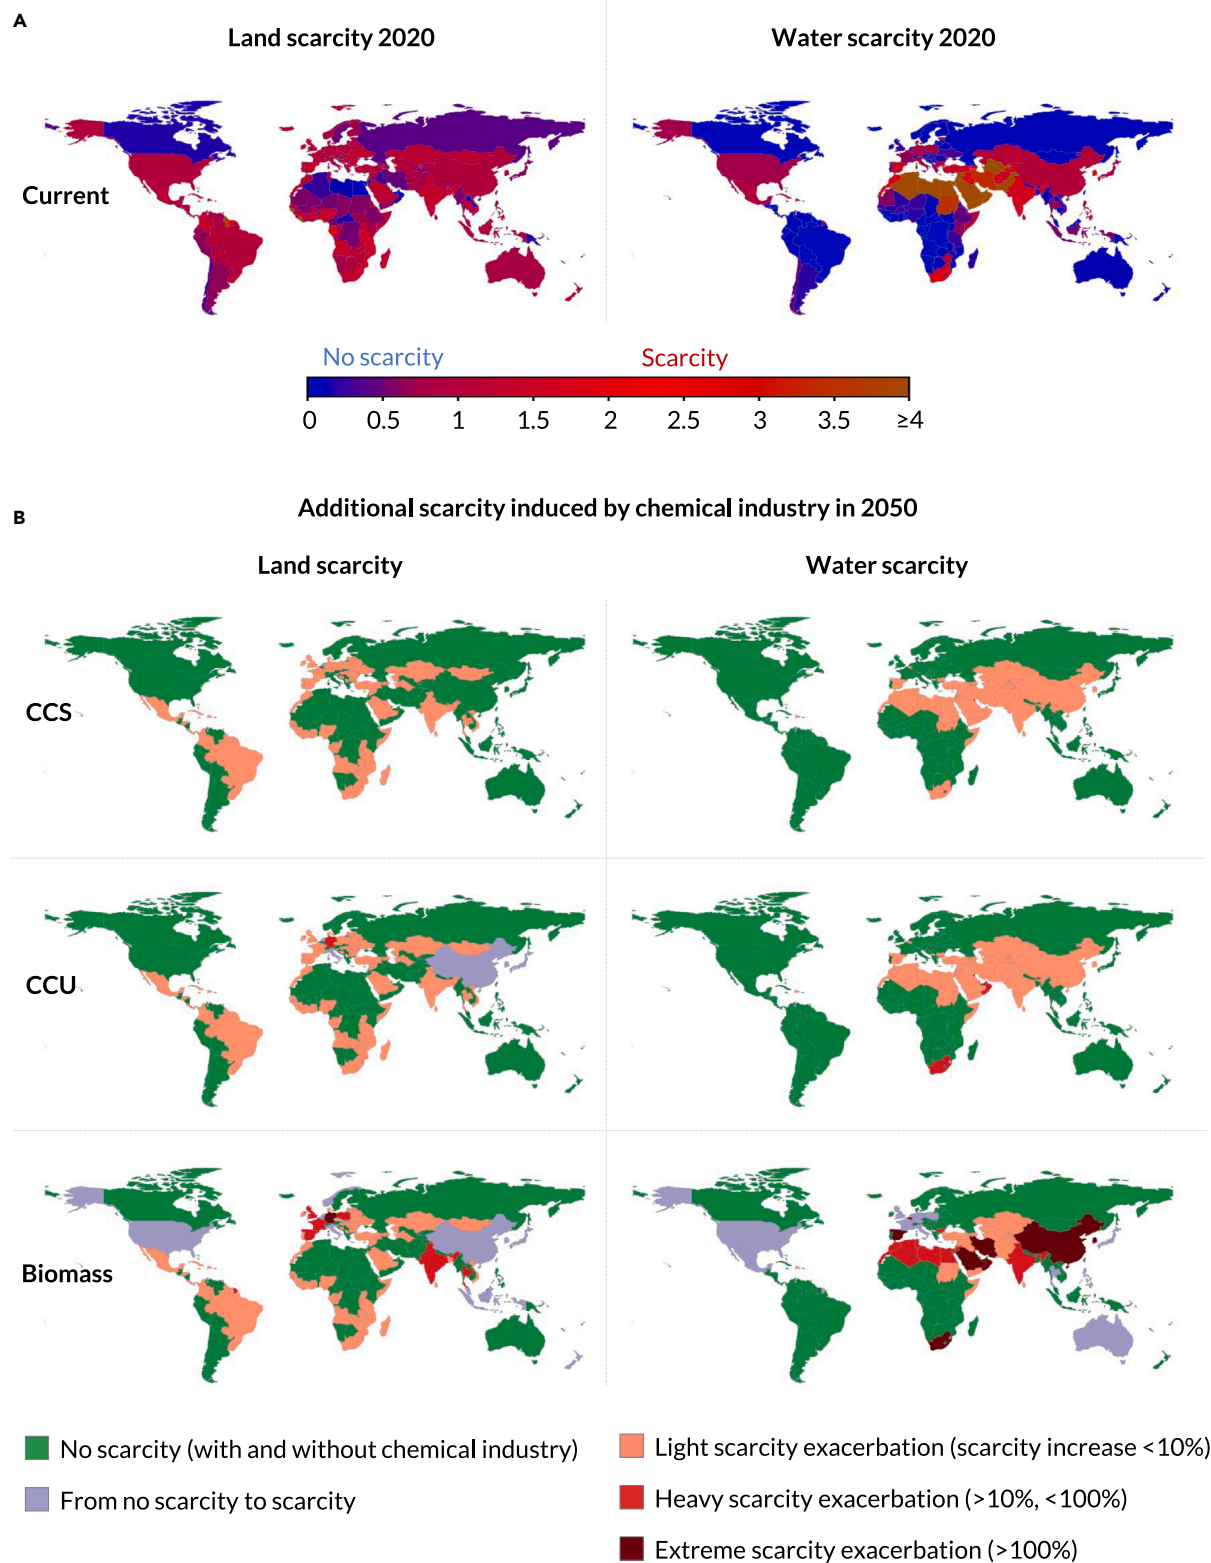 A
Land scarcity 2020
Water scarcity 2020
Current
No scarcity
Scarcity
0 0.5 1 1.5 2 2.5 3 3.5 ≥4
B
Additional scarcity induced by chemical industry in 2050
Land scarcity
Water scarcity
CCS
CCU
Biomass
No scarcity (with and without chemical industry)
From no scarcity to scarcity
Light scarcity exacerbation (scarcity increase <10%)
Heavy scarcity exacerbation (>10%, <100%)
Extreme scarcity exacerbation (>100%)